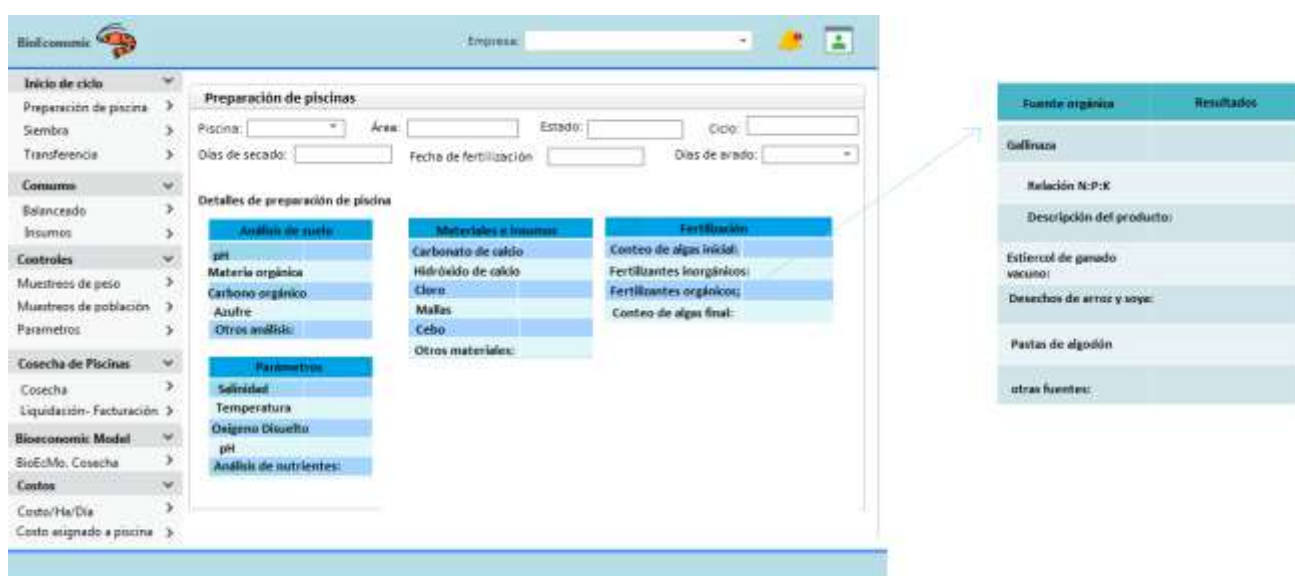 BioEconomic
Empresa:
Inicio de ciclo
Preparación de piscina
Siembra
Transferencia
Consumo
Balanceado
Insumos
Controles
Muestreos de peso
Muestreos de población
Parametros
Cosecha de Piscinas
Cosecha
Liquidación- Facturación
Bioeconomic Model
BioEcMo. Cosecha
Costos
Costo/Ha/Día
Costo asignado a piscina
Preparación de piscinas
Piscina: Área: Estado: Ciclo:
Días de secado: Fecha de fertilización Días de arado:
Detalles de preparación de piscina
Análisis de suelo
pH
Materia orgánica
Carbono orgánico
Azufre
Otros análisis:
Parámetros
Salinidad
Temperatura
Oxigeno Disuelto
pH
Análisis de nutrientes:
Materiales e insumos
Carbonato de calcio
Hidróxido de calcio
Cloro
Mallas
Cebo
Otros materiales:
Fertilización
Conteo de algas inicial:
Fertilizantes inorgánicos:
Fertilizantes orgánicos:
Conteo de algas final:
Fuente orgánica Resultados
Gallinaza
Relación N:P:K
Descripción del producto:
Estiercol de ganado
vacuno:
Desechos de arroz y soya:
Pastas de algodón
otras fuentes: